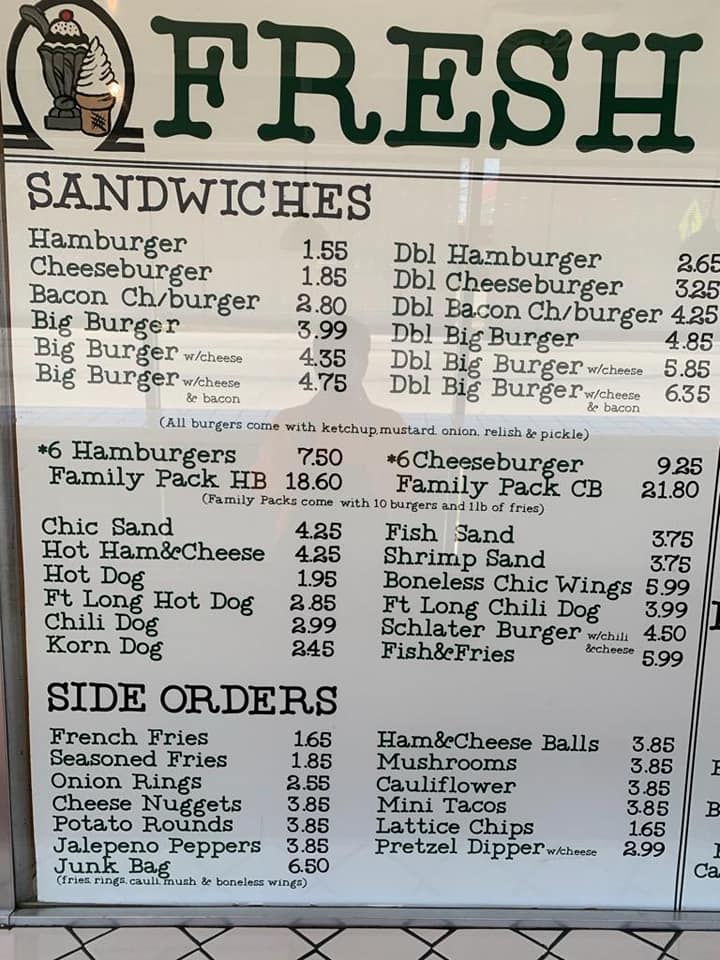 FRESH
SANDWICHES
Hamburger 1.55
Cheeseburger 1.85
Bacon Ch/burger 2.80
Big Burger 3.99
Big Burger w/cheese 4.35
Big Burger w/cheese & bacon 4.75
Dbl Hamburger 2.65
Dbl Cheeseburger 3.25
Dbl Bacon Ch/burger 4.25
Dbl Big Burger 4.85
Dbl Big Burger w/cheese 5.85
Dbl Big Burger w/cheese & bacon 6.35
(All burgers come with ketchup, mustard, onion, relish & pickle)
*6 Hamburgers 7.50
Family Pack HB 18.60
*6 Cheeseburger 9.25
Family Pack CB 21.80
(Family Packs come with 10 burgers and 1lb of fries)
Chic Sand 4.25
Hot Ham&Cheese 4.25
Hot Dog 1.95
Ft Long Hot Dog 2.85
Chili Dog 2.99
Korn Dog 2.45
Fish Sand 3.75
Shrimp Sand 3.75
Boneless Chic Wings 5.99
Ft Long Chili Dog 3.99
Schlater Burger w/chili &cheese 4.50
Fish&Fries 5.99
SIDE ORDERS
French Fries 1.65
Seasoned Fries 1.85
Onion Rings 2.55
Cheese Nuggets 3.85
Potato Rounds 3.85
Jalepeno Peppers 3.85
Junk Bag 6.50
(fries, rings, cauli, mush & boneless wings)
Ham&Cheese Balls 3.85
Mushrooms 3.85
Cauliflower 3.85
Mini Tacos 3.85
Lattice Chips 1.65
Pretzel Dipper w/cheese 2.99